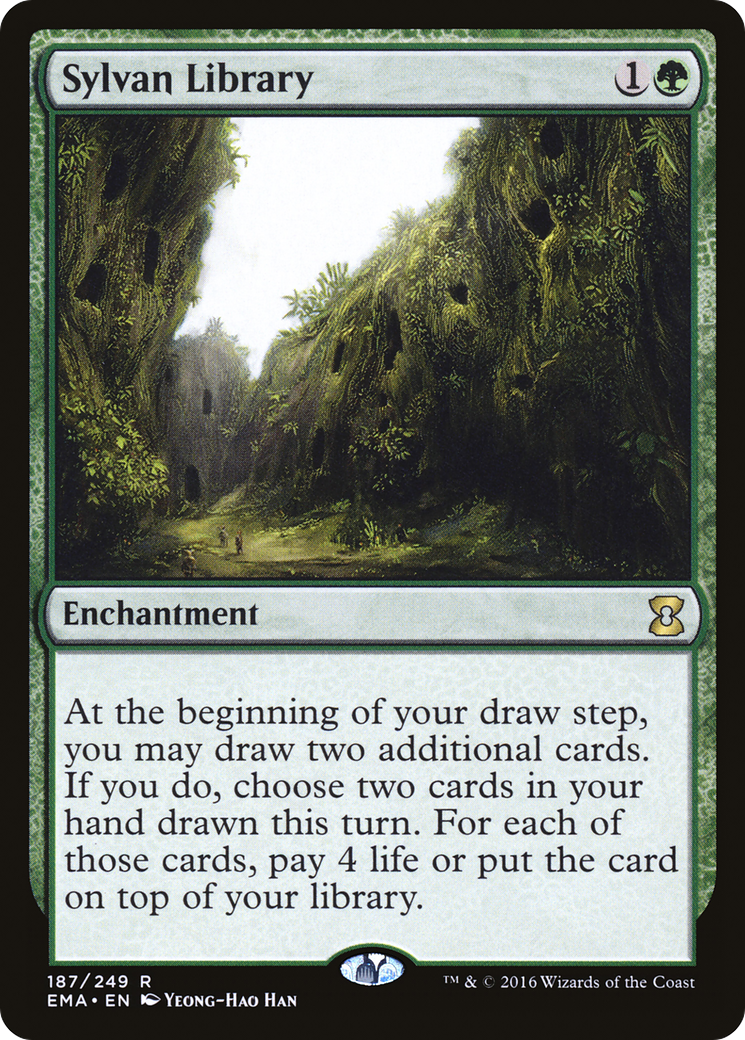 Sylvan Library 1
Enchantment
At the beginning of your draw step,
you may draw two additional cards.
If you do, choose two cards in your
hand drawn this turn. For each of
those cards, pay 4 life or put the card
on top of your library.
187/249 R
EMA • EN Yeong-Hao Han
™ & © 2016 Wizards of the Coast